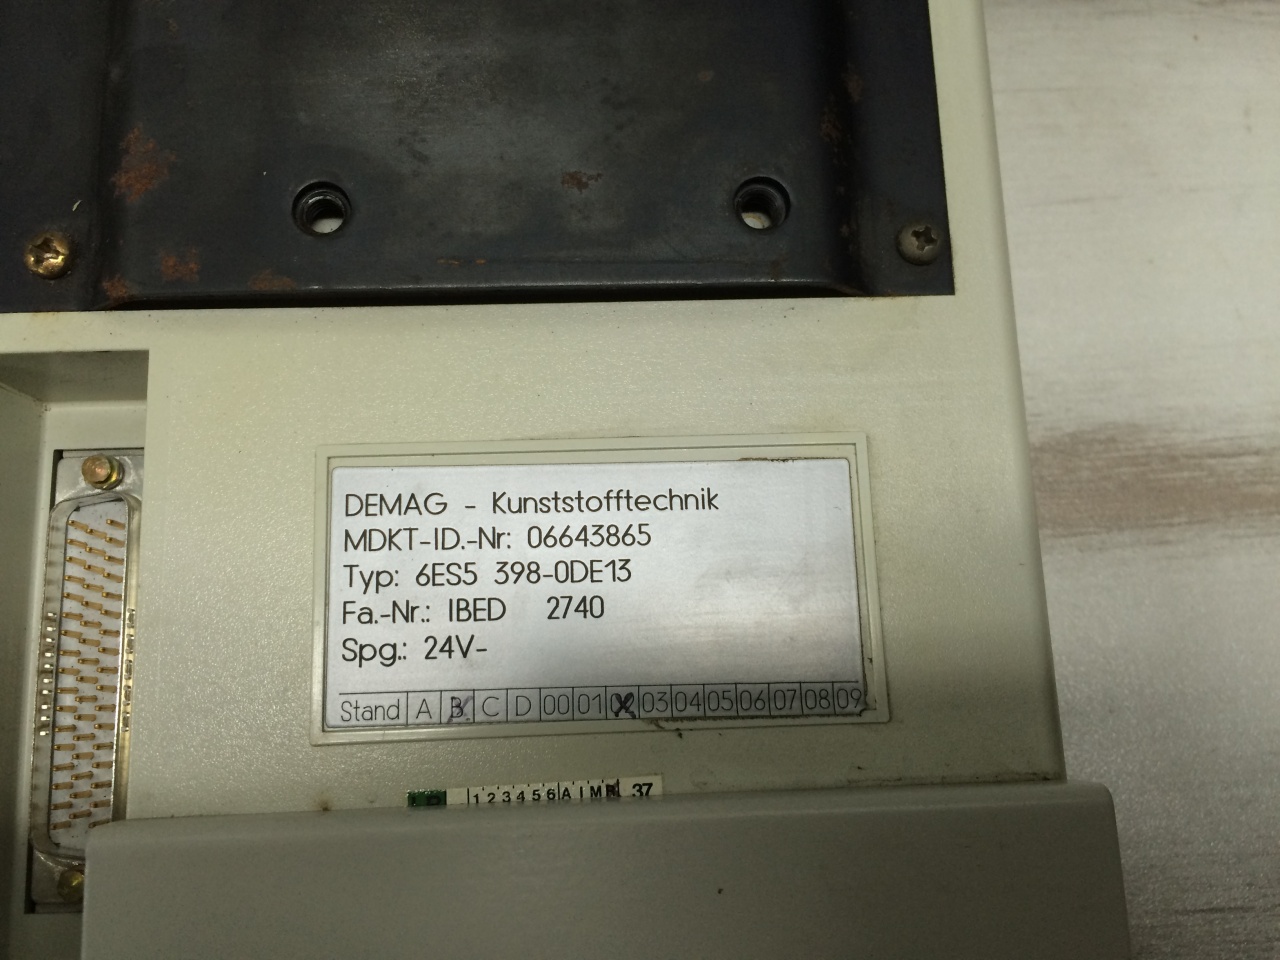 DEMAG - Kunststofftechnik
MDKT-ID.-Nr: 06643865
Typ: 6ES5 398-0DE13
Fa.-Nr.: IBED 2740
Spg.: 24V-
Stand A B C D 00 01 02 03 04 05 06 07 08 09
1 2 3 4 5 6 A I M R 37